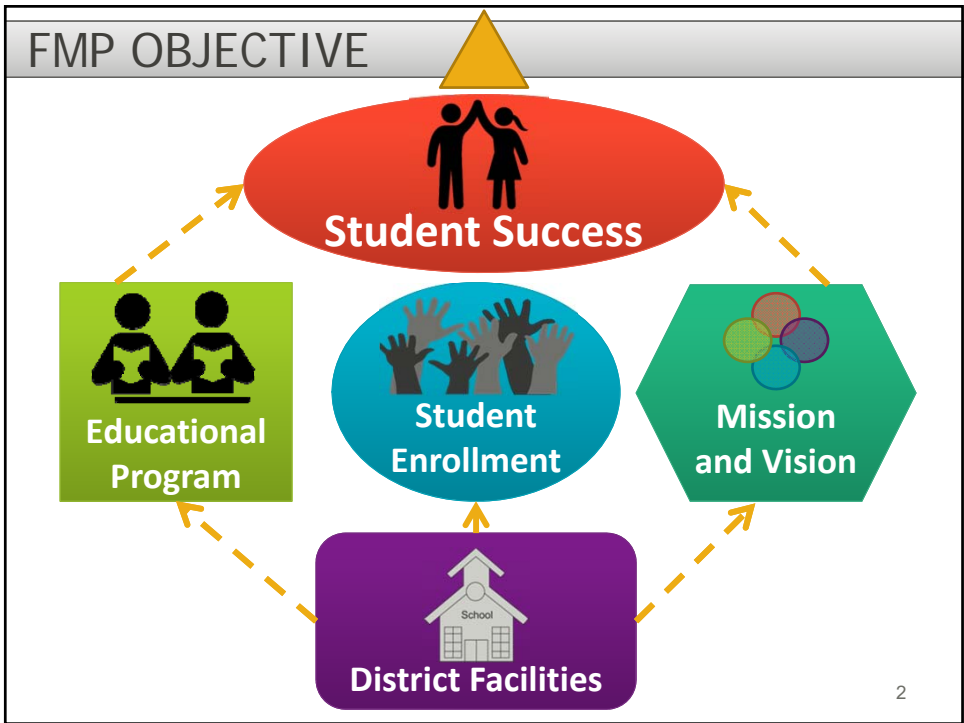 FMP OBJECTIVE
Student Success
Educational
Program
Student
Enrollment
Mission
and Vision
School
District Facilities
2